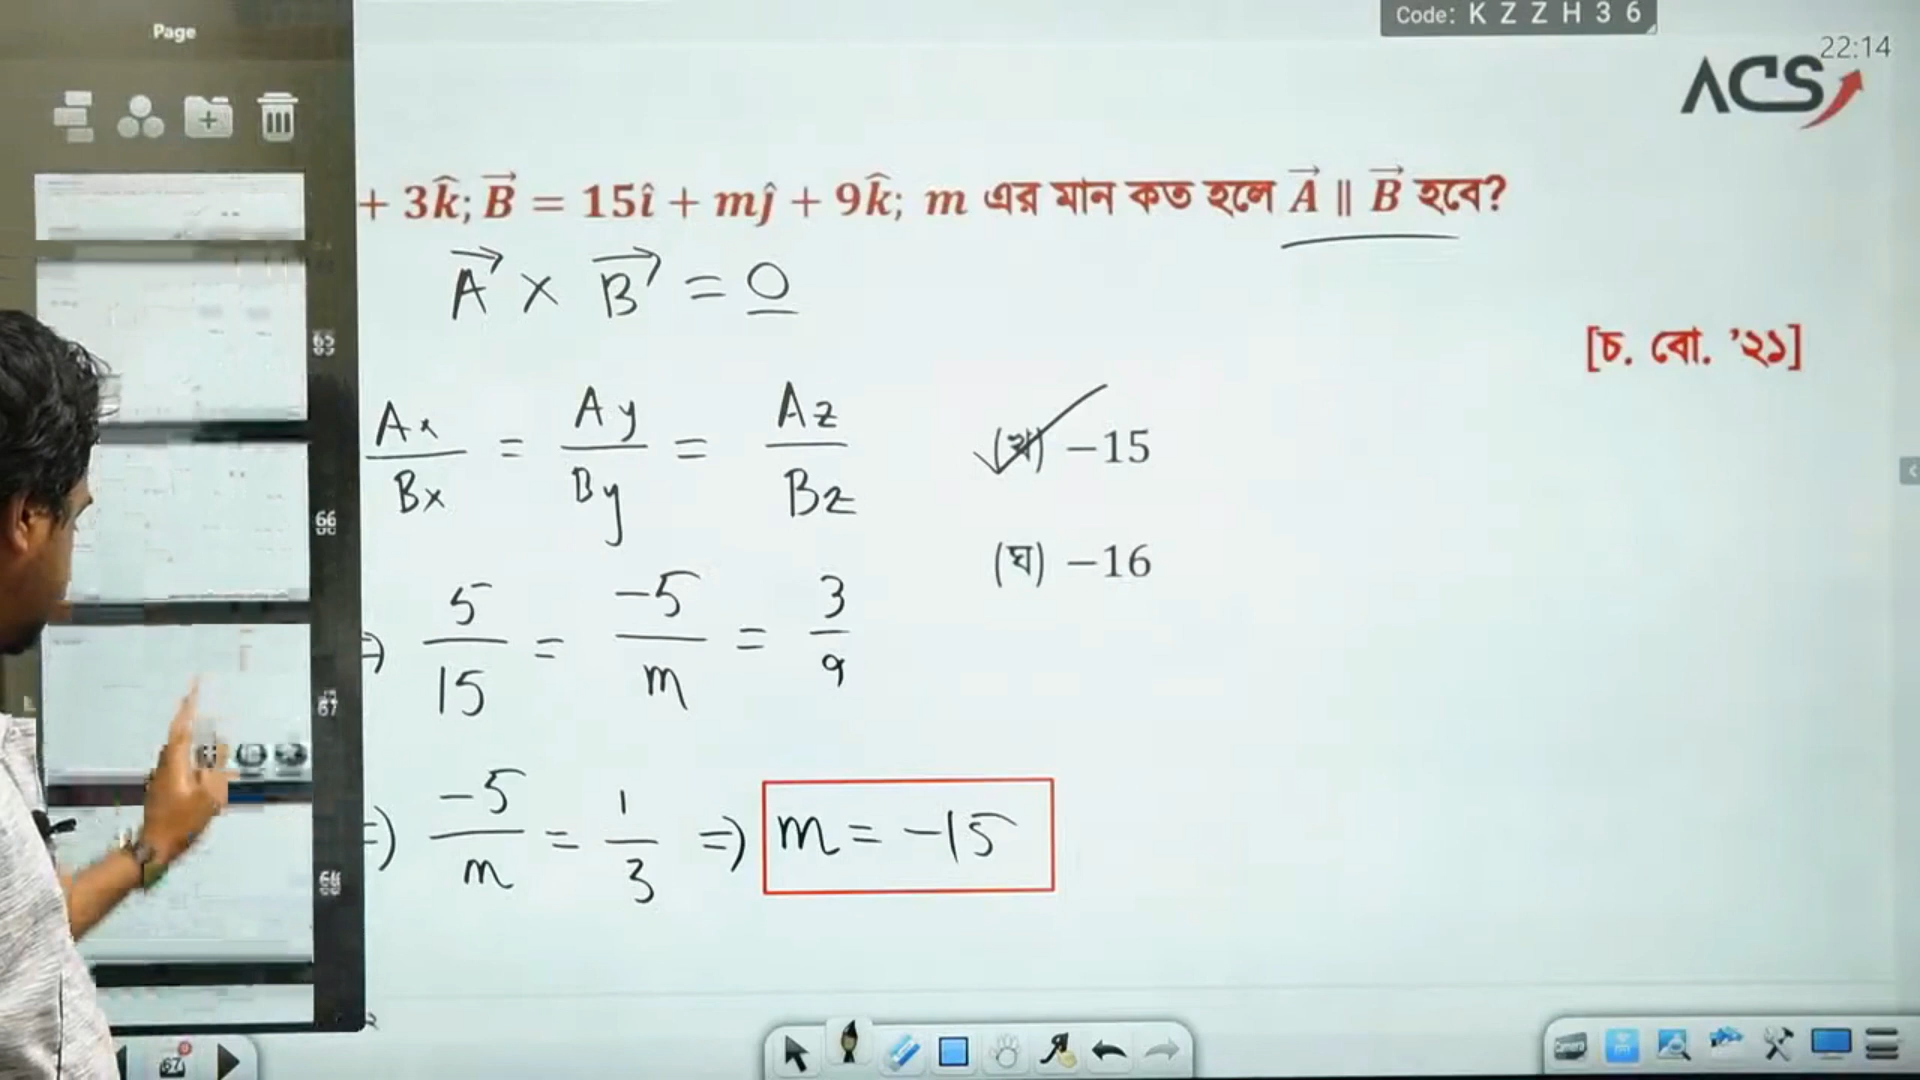 Code: K Z Z H 3 6
Page
22:14
ACS
+ 3k̂; B⃗ = 15î + mĵ + 9k̂; m এর মান কত হলে A⃗ ∥ B⃗ হবে?
A⃗ × B⃗ = 0
[চ. বো. '২১]
Ax/Bx = Ay/By = Az/Bz
(খ) −15
(ঘ) −16
⇒ 5/15 = -5/m = 3/9
⇒ -5/m = 1/3 ⇒ m = -15
65
66
67
67